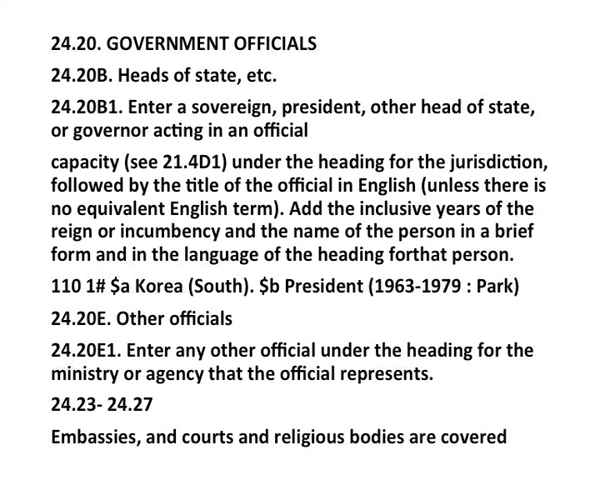 24.20. GOVERNMENT OFFICIALS
24.20B. Heads of state, etc.
24.20B1. Enter a sovereign, president, other head of state,
or governor acting in an official
capacity (see 21.4D1) under the heading for the jurisdiction,
followed by the title of the official in English (unless there is
no equivalent English term). Add the inclusive years of the
reign or incumbency and the name of the person in a brief
form and in the language of the heading forthat person.
110 1# $a Korea (South). $b President (1963-1979 : Park)
24.20E. Other officials
24.20E1. Enter any other official under the heading for the
ministry or agency that the official represents.
24.23- 24.27
Embassies, and courts and religious bodies are covered